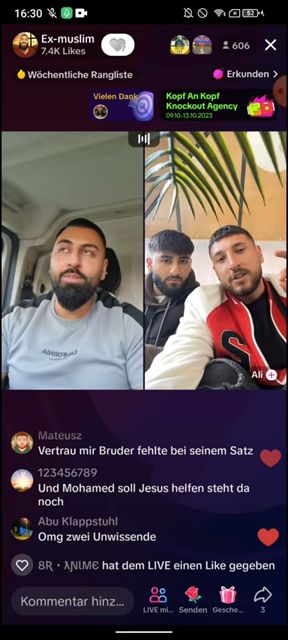 16:30
Ex-muslim
7.4K Likes
606
Wöchentliche Rangliste
Erkunden >
Vielen Dank
Kopf An Kopf
Knockout Agency
09.10-13.10.2023
Ali
Mateusz
Vertrau mir Bruder fehlte bei seinem Satz
123456789
Und Mohamed soll Jesus helfen steht da
noch
Abu Klappstuhl
Omg zwei Unwissende
hat dem LIVE einen Like gegeben
Kommentar hinz...
LIVE mi...
Senden
Gesche...
3